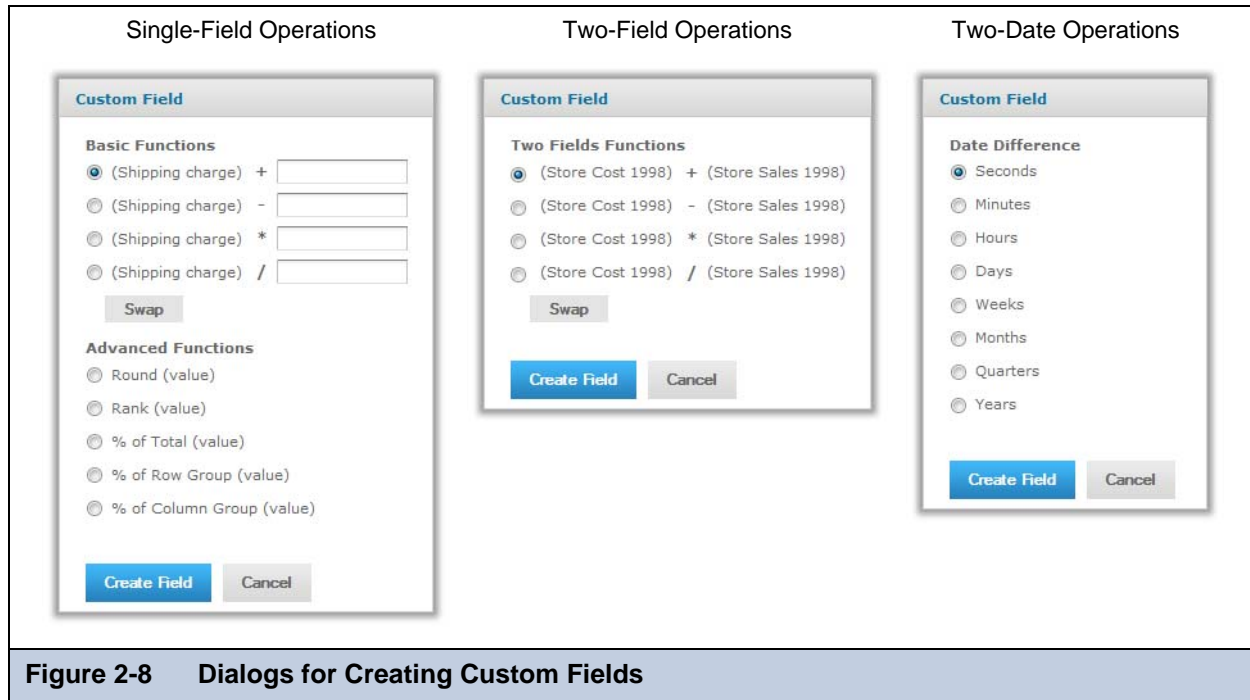 Single-Field Operations
Two-Field Operations
Two-Date Operations
Custom Field
Basic Functions
(Shipping charge) +
(Shipping charge) -
(Shipping charge) *
(Shipping charge) /
Swap
Advanced Functions
Round (value)
Rank (value)
% of Total (value)
% of Row Group (value)
% of Column Group (value)
Create Field
Cancel
Custom Field
Two Fields Functions
(Store Cost 1998) + (Store Sales 1998)
(Store Cost 1998) - (Store Sales 1998)
(Store Cost 1998) * (Store Sales 1998)
(Store Cost 1998) / (Store Sales 1998)
Swap
Create Field
Cancel
Custom Field
Date Difference
Seconds
Minutes
Hours
Days
Weeks
Months
Quarters
Years
Create Field
Cancel
Figure 2-8 Dialogs for Creating Custom Fields